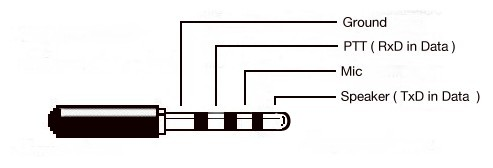 Ground
PTT ( RxD in Data )
Mic
Speaker ( TxD in Data )